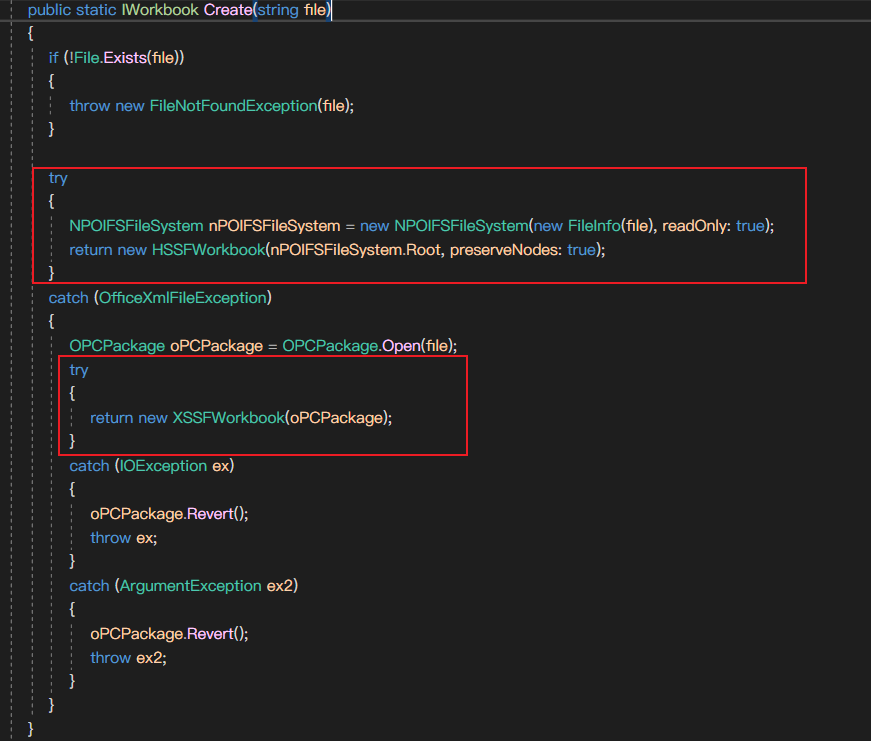 public static IWorkbook Create(string file)
{
if (!File.Exists(file))
{
throw new FileNotFoundException(file);
}
try
{
NPOIFSFileSystem nPOIFSFileSystem = new NPOIFSFileSystem(new FileInfo(file), readOnly: true);
return new HSSFWorkbook(nPOIFSFileSystem.Root, preserveNodes: true);
}
catch (OfficeXmlFileException)
{
OPCPackage oPCPackage = OPCPackage.Open(file);
try
{
return new XSSFWorkbook(oPCPackage);
}
catch (IOException ex)
{
oPCPackage.Revert();
throw ex;
}
catch (ArgumentException ex2)
{
oPCPackage.Revert();
throw ex2;
}
}
}